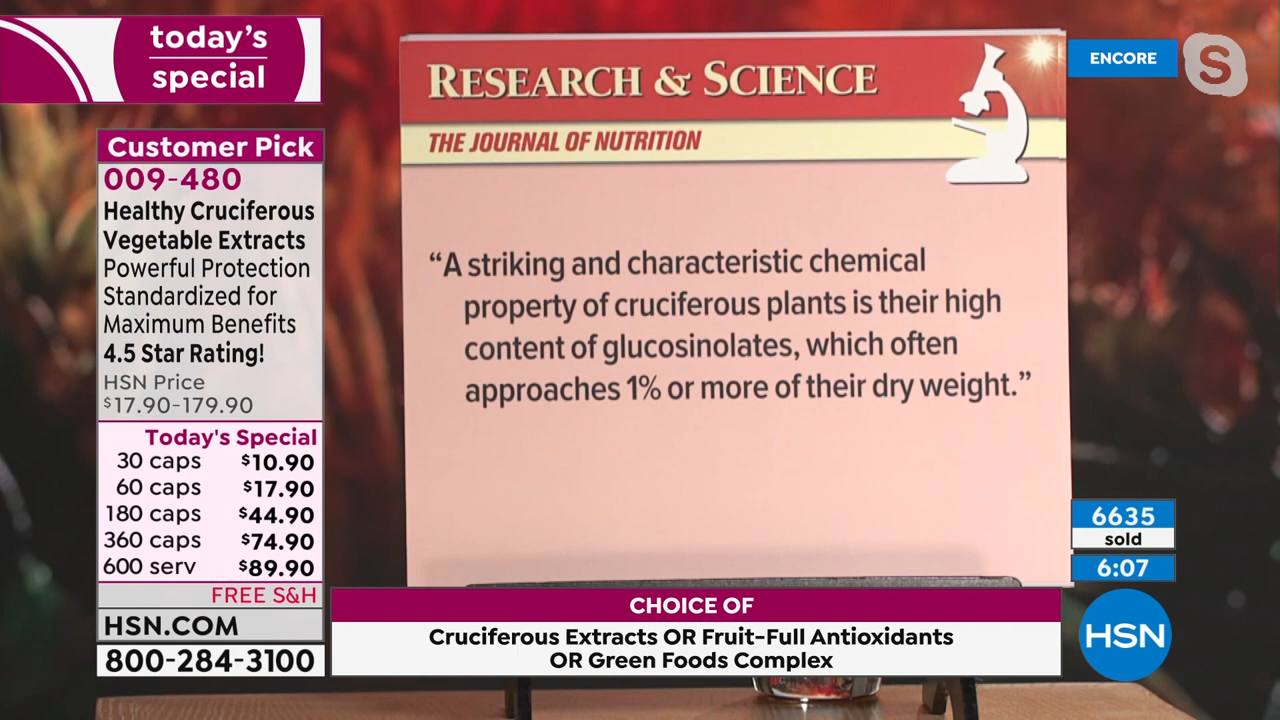 today's
special
Customer Pick
009-480
Healthy Cruciferous
Vegetable Extracts
Powerful Protection
Standardized for
Maximum Benefits
4.5 Star Rating!
HSN Price
$17.90-179.90
Today's Special
30 caps $10.90
60 caps $17.90
180 caps $44.90
360 caps $74.90
600 serv $89.90
FREE S&H
HSN.COM
800-284-3100
RESEARCH & SCIENCE
THE JOURNAL OF NUTRITION
“A striking and characteristic chemical
property of cruciferous plants is their high
content of glucosinolates, which often
approaches 1% or more of their dry weight.”
ENCORE
S
6635
sold
6:07
HSN
CHOICE OF
Cruciferous Extracts OR Fruit-Full Antioxidants
OR Green Foods Complex